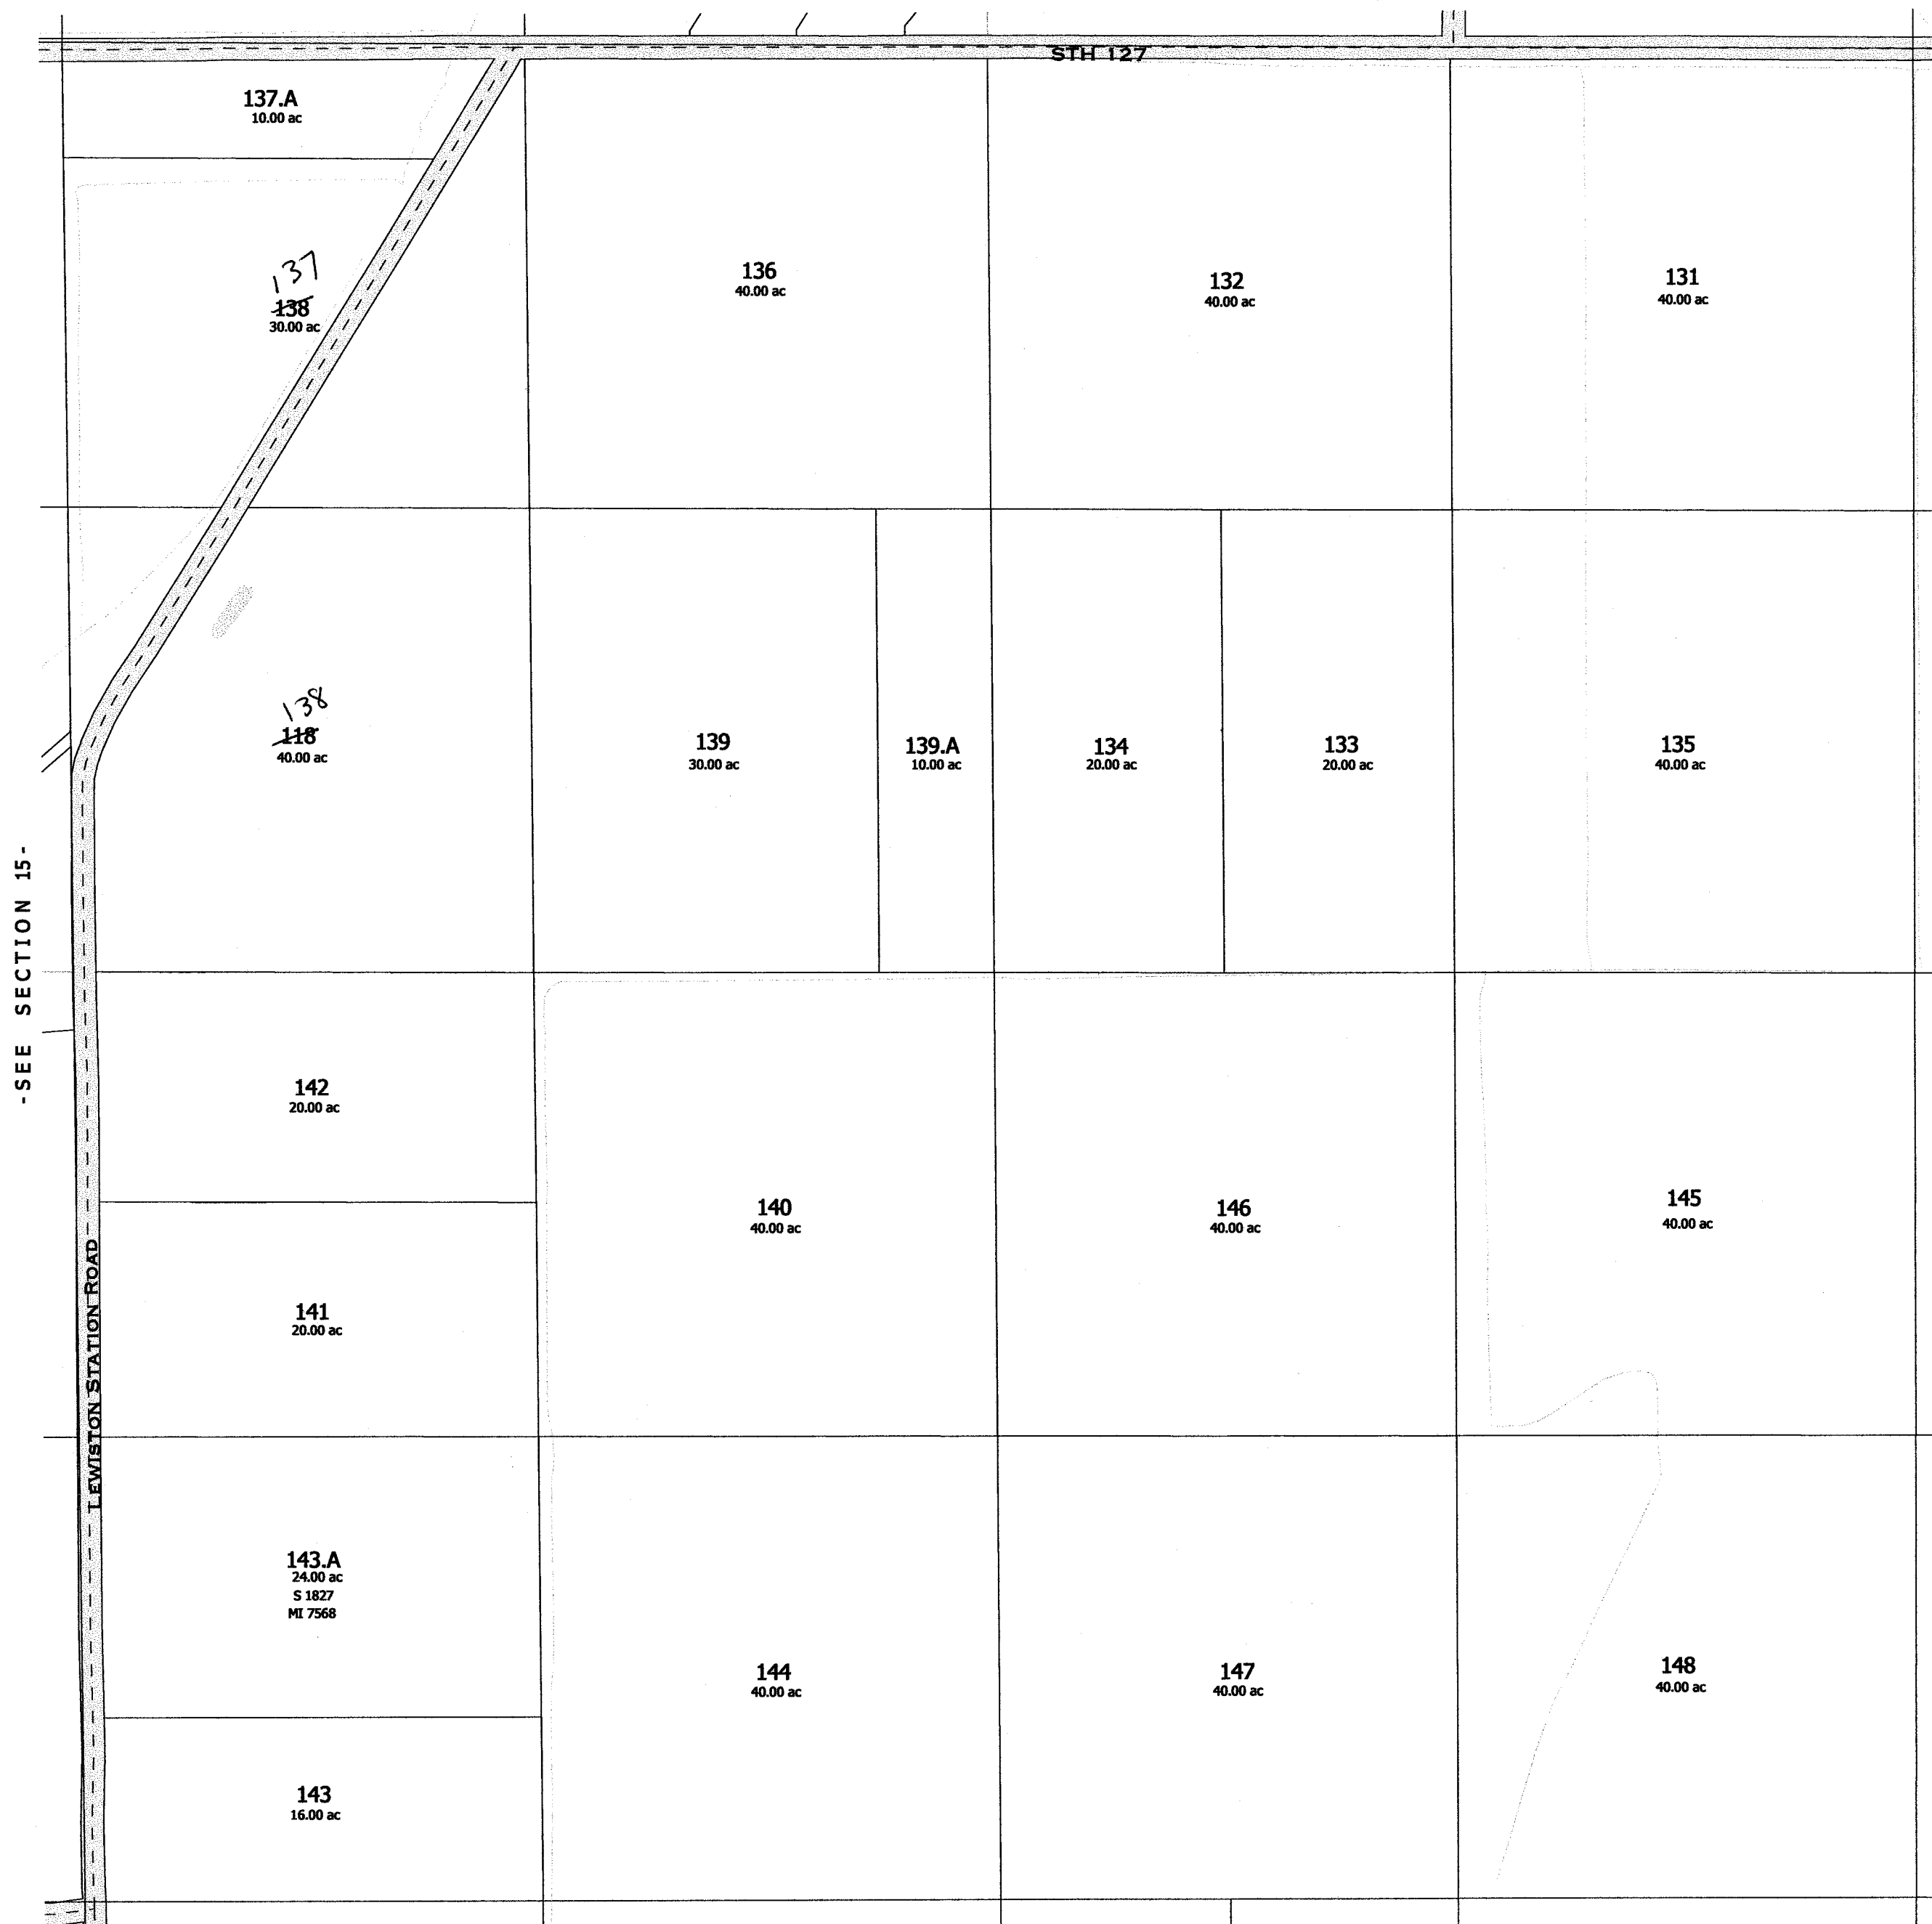 STH 127
137.A
10.00 ac
137
138
30.00 ac
136
40.00 ac
132
40.00 ac
131
40.00 ac
138
118
40.00 ac
139
30.00 ac
139.A
10.00 ac
134
20.00 ac
133
20.00 ac
135
40.00 ac
-SEE SECTION 15-
142
20.00 ac
140
40.00 ac
146
40.00 ac
145
40.00 ac
141
20.00 ac
LEWISTON STATION ROAD
143.A
24.00 ac
S 1827
MI 7568
144
40.00 ac
147
40.00 ac
148
40.00 ac
143
16.00 ac